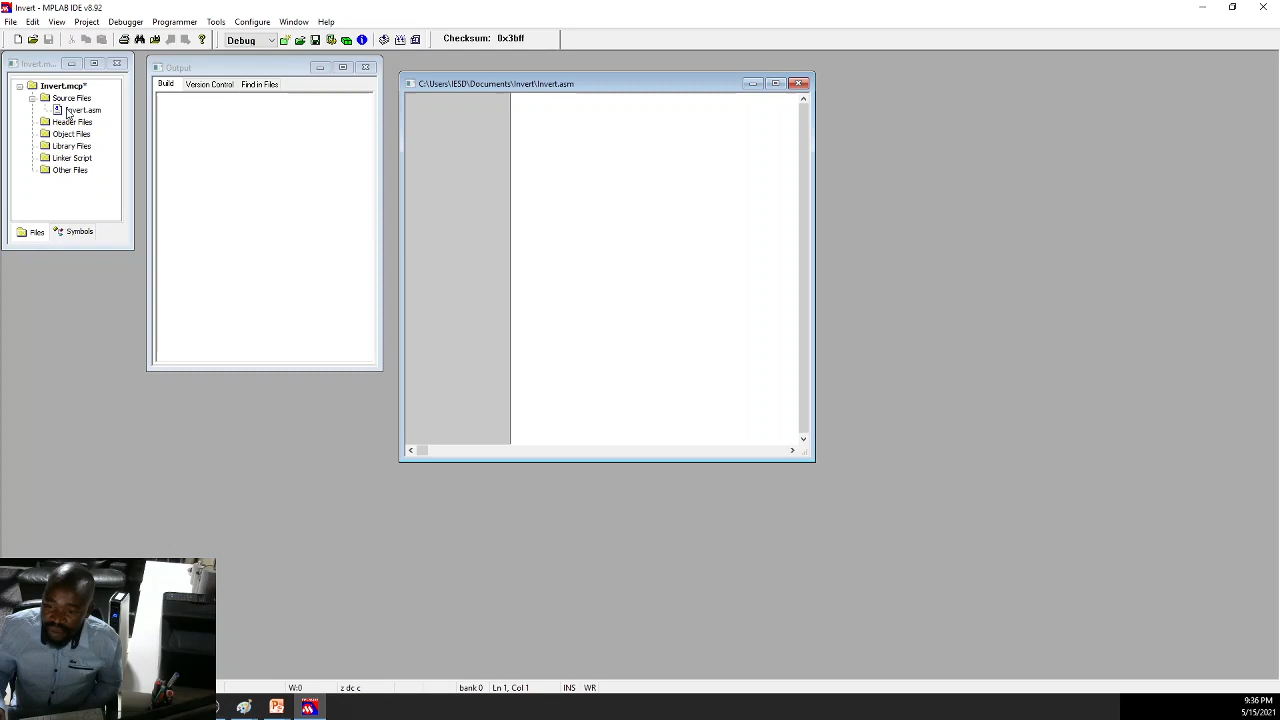 Invert - MPLAB IDE v8.92
File Edit View Project Debugger Programmer Tools Configure Window Help
Debug
Checksum: 0x3bff
Invert.m...
Invert.mcp*
Source Files
Invert.asm
Header Files
Object Files
Library Files
Linker Script
Other Files
Files Symbols
Output
Build Version Control Find in Files
C:\Users\IESD\Documents\Invert\Invert.asm
W:0 z dc c bank 0 Ln 1, Col 1 INS WR
9:36 PM
5/15/2021